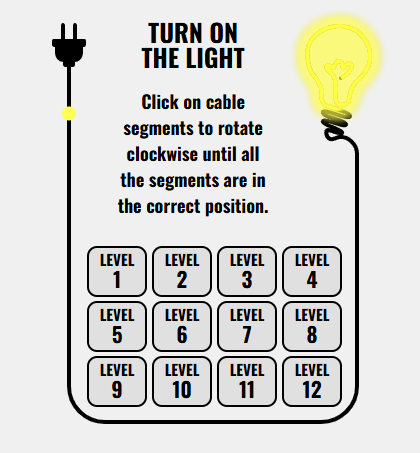 TURN ON
THE LIGHT
Click on cable
segments to rotate
clockwise until all
the segments are in
the correct position.
LEVEL
1
LEVEL
2
LEVEL
3
LEVEL
4
LEVEL
5
LEVEL
6
LEVEL
7
LEVEL
8
LEVEL
9
LEVEL
10
LEVEL
11
LEVEL
12